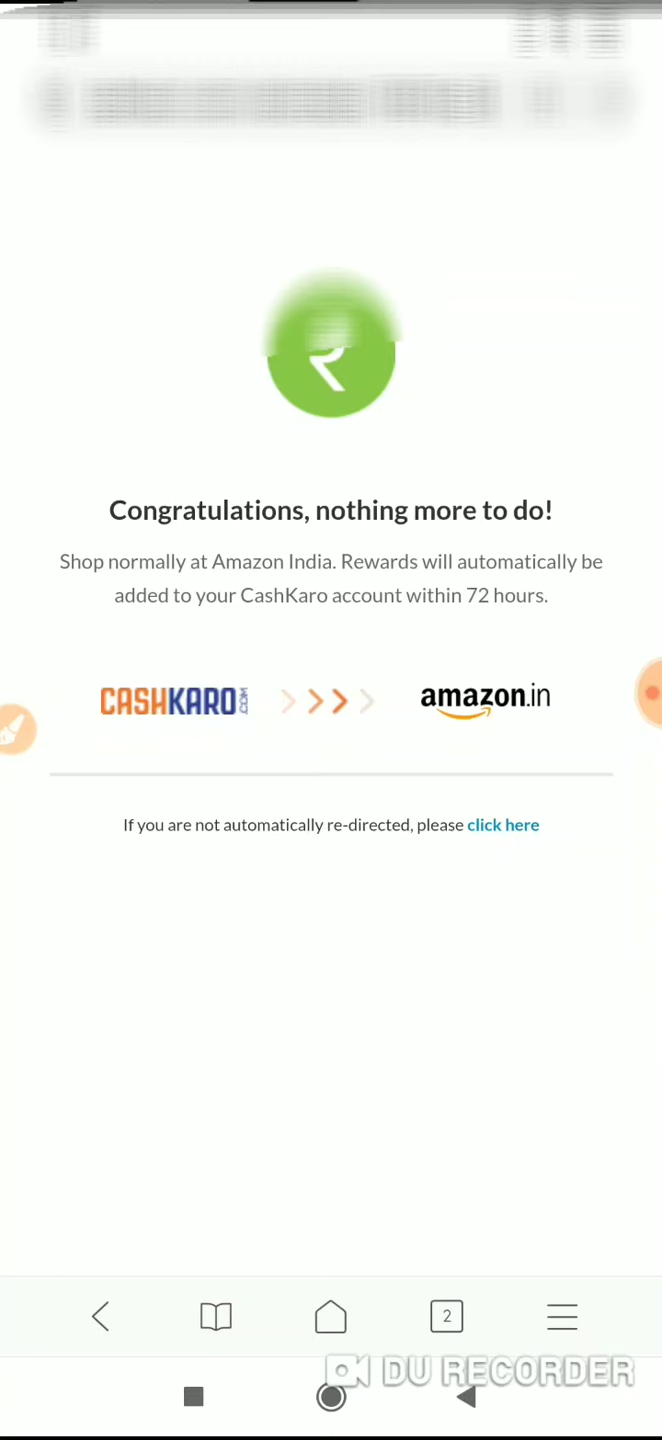 ₹
Congratulations, nothing more to do!
Shop normally at Amazon India. Rewards will automatically be
added to your CashKaro account within 72 hours.
CASHKARO.COM
amazon.in
If you are not automatically re-directed, please click here
2
DU RECORDER